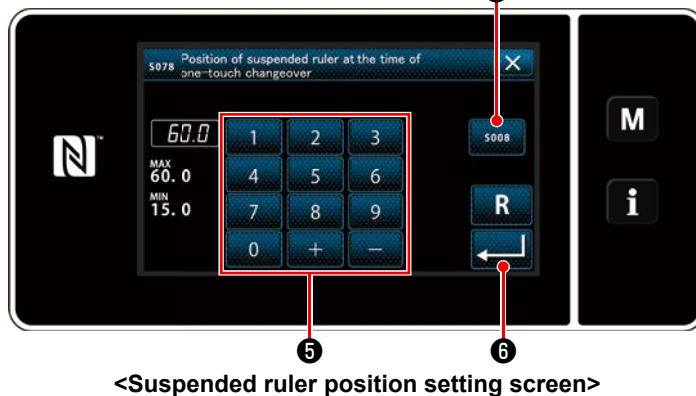 S078 Position of suspended ruler at the time of
one-touch changeover
X
60.0
1 2 3
S008
M
MAX
60.0
4 5 6
MIN
15.0
7 8 9
R
i
0 + −
N
™
❺ ❻
<Suspended ruler position setting screen>